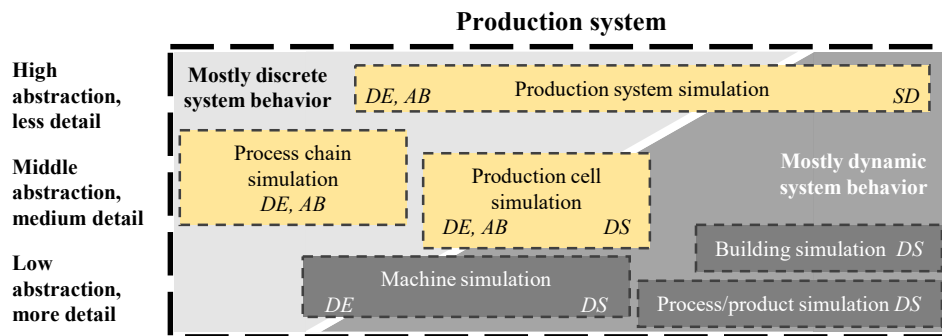 Production system
High
abstraction,
less detail
Mostly discrete
system behavior
Production system simulation
DE, AB
SD
Middle
abstraction,
medium detail
Process chain
simulation
DE, AB
Production cell
simulation
DE, AB DS
Mostly dynamic
system behavior
Low
abstraction,
more detail
Building simulation DS
Machine simulation
DE DS
Process/product simulation DS